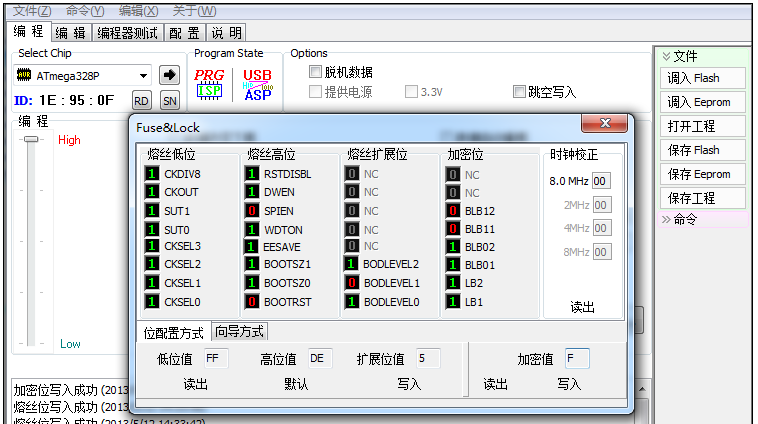 文件(Z) 命令(Y) 编辑(X) 关于(W)
编 程 编 辑 编程器测试 配 置 说 明
Select Chip Program State Options
ATmega328P PRG ISP USB ASP 脱机数据
提供电源 3.3V 跳空写入
ID: 1E : 95 : 0F RD SN
编 程
High
Low
文件
调入 Flash
调入 Eeprom
打开工程
保存 Flash
保存 Eeprom
保存工程
命令
Fuse&Lock
熔丝低位 熔丝高位 熔丝扩展位 加密位 时钟校正
1 CKDIV8 1 RSTDISBL 0 NC 0 NC 8.0 MHz 00
1 CKOUT 1 DWEN 0 NC 0 NC
1 SUT1 0 SPIEN 0 NC 0 BLB12 2MHz 00
1 SUT0 1 WDTON 0 NC 0 BLB11 4MHz 00
1 CKSEL3 1 EESAVE 0 NC 1 BLB02 8MHz 00
1 CKSEL2 1 BOOTSZ1 1 BODLEVEL2 1 BLB01
1 CKSEL1 1 BOOTSZ0 0 BODLEVEL1 1 LB2
1 CKSEL0 0 BOOTRST 1 BODLEVEL0 1 LB1 读出
位配置方式 向导方式
低位值 FF 高位值 DE 扩展位值 5 加密值 F
读出 默认 写入 读出 写入
加密位写入成功 (2013
熔丝位写入成功 (2013
熔丝位写入成功 (2013/5/12 14:33:42)